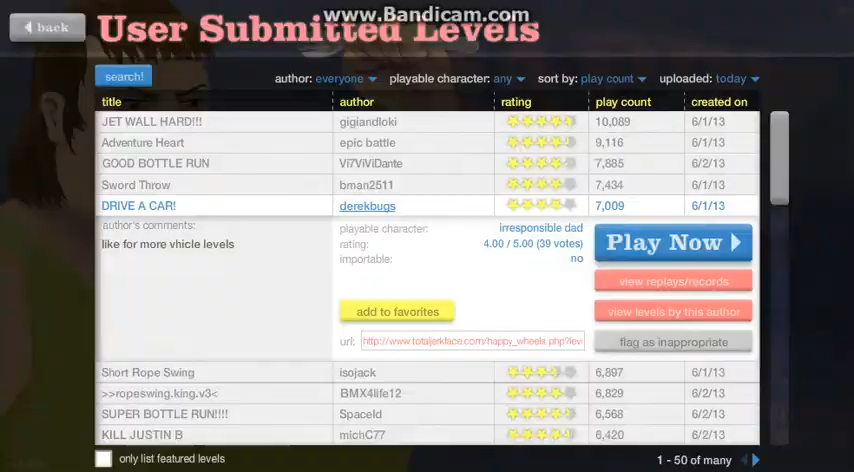 www.Bandicam.com
back
User Submitted Levels
search!
author: everyone playable character: any sort by: play count uploaded: today
title author rating play count created on
JET WALL HARD!!! gigiandloki 10,089 6/1/13
Adventure Heart epic battle 9,116 6/1/13
GOOD BOTTLE RUN Vi7ViViDante 7,885 6/2/13
Sword Throw bman2511 7,434 6/1/13
DRIVE A CAR! derekbugs 7,009 6/1/13
author's comments:
like for more vhicle levels
playable character: irresponsible dad
rating: 4.00 / 5.00 (39 votes)
importable: no
Play Now
view replays/records
add to favorites
view levels by this author
url: http://www.totaljerkface.com/happy_wheels.php?lev
flag as inappropriate
Short Rope Swing isojack 6,897 6/1/13
>>ropeswing.king.v3< BMX4life12 6,829 6/2/13
SUPER BOTTLE RUN!!!! SpaceId 6,568 6/2/13
KILL JUSTIN B michC77 6,420 6/2/13
only list featured levels
1 - 50 of many